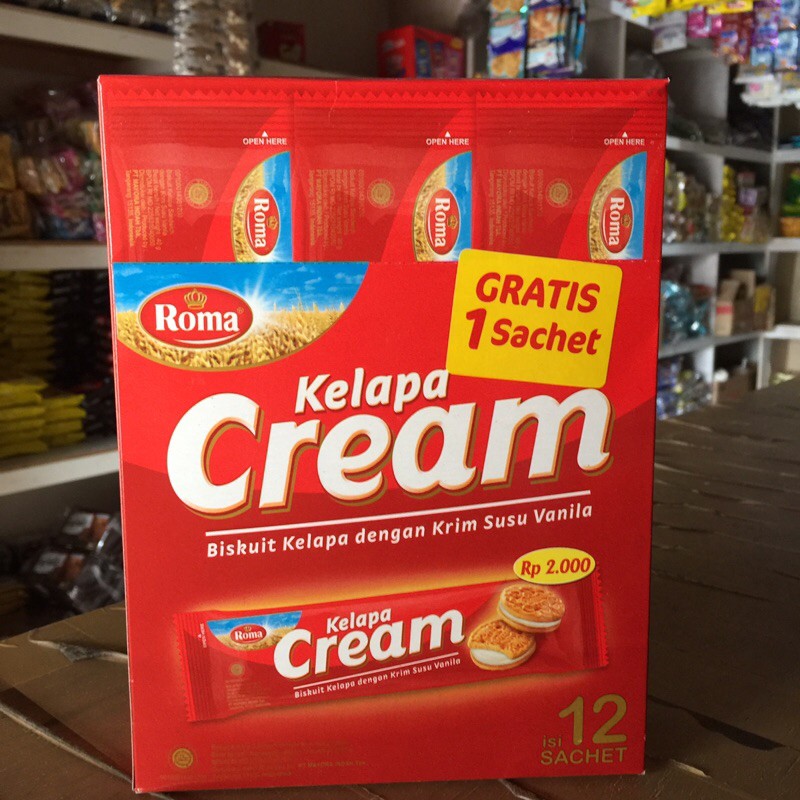 OPEN HERE
OPEN HERE
OPEN HERE
Roma
Roma
Roma
Roma
GRATIS
1 Sachet
Kelapa
Cream
Biskuit Kelapa dengan Krim Susu Vanila
Rp 2.000
Roma
Kelapa
Cream
Biskuit Kelapa dengan Krim Susu Vanila
isi 12
SACHET